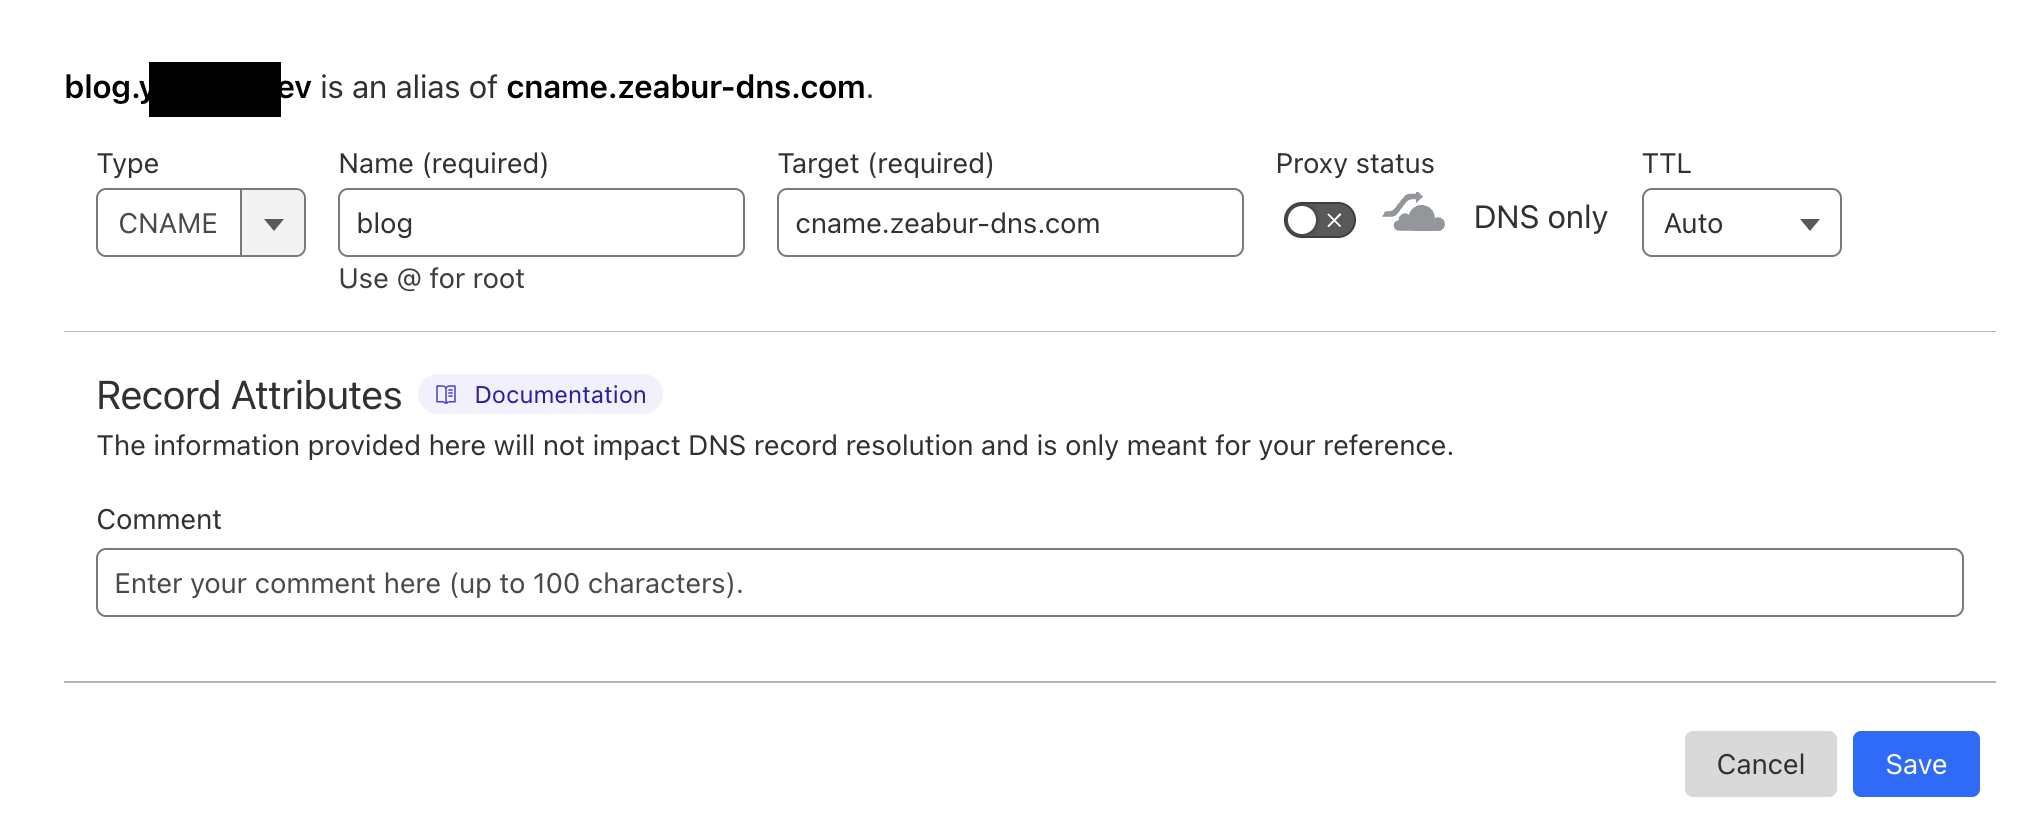 blog. is an alias of cname.zeabur-dns.com.
Type Name (required) Target (required) Proxy status TTL
CNAME blog cname.zeabur-dns.com DNS only Auto
Use @ for root
Record Attributes Documentation
The information provided here will not impact DNS record resolution and is only meant for your reference.
Comment
Enter your comment here (up to 100 characters).
Cancel Save